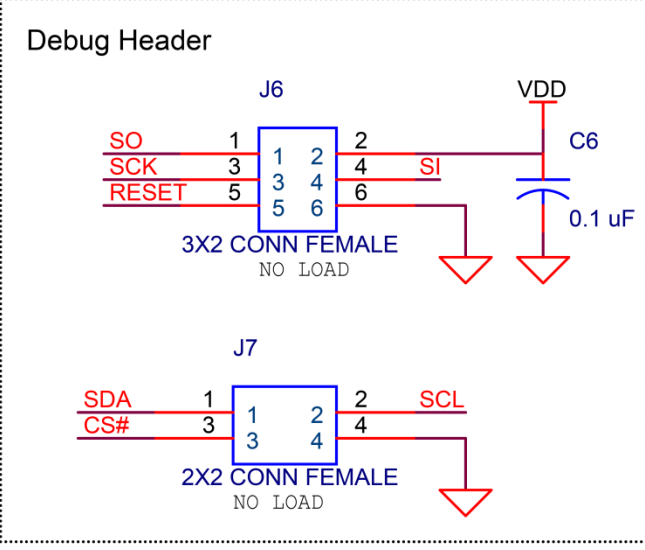 Debug Header
J6
VDD
SO 1 1 2 2 C6
SCK 3 3 4 4 SI
RESET 5 5 6 6 0.1 uF
3X2 CONN FEMALE
NO LOAD
J7
SDA 1 1 2 2 SCL
CS# 3 3 4 4
2X2 CONN FEMALE
NO LOAD